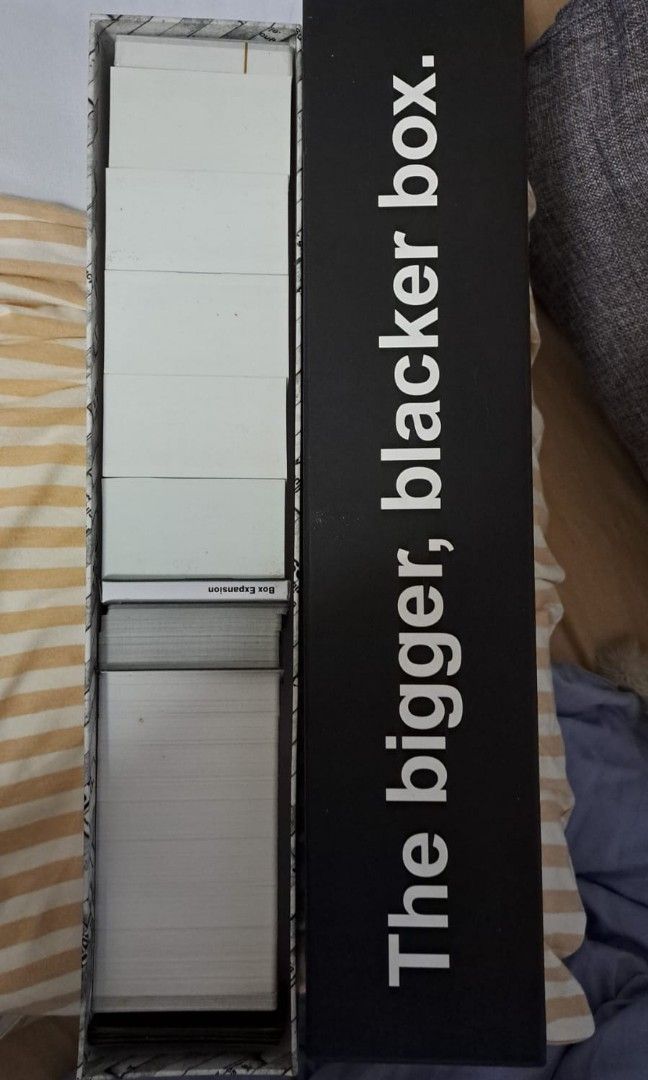 The bigger, blacker box.
Box Expansion